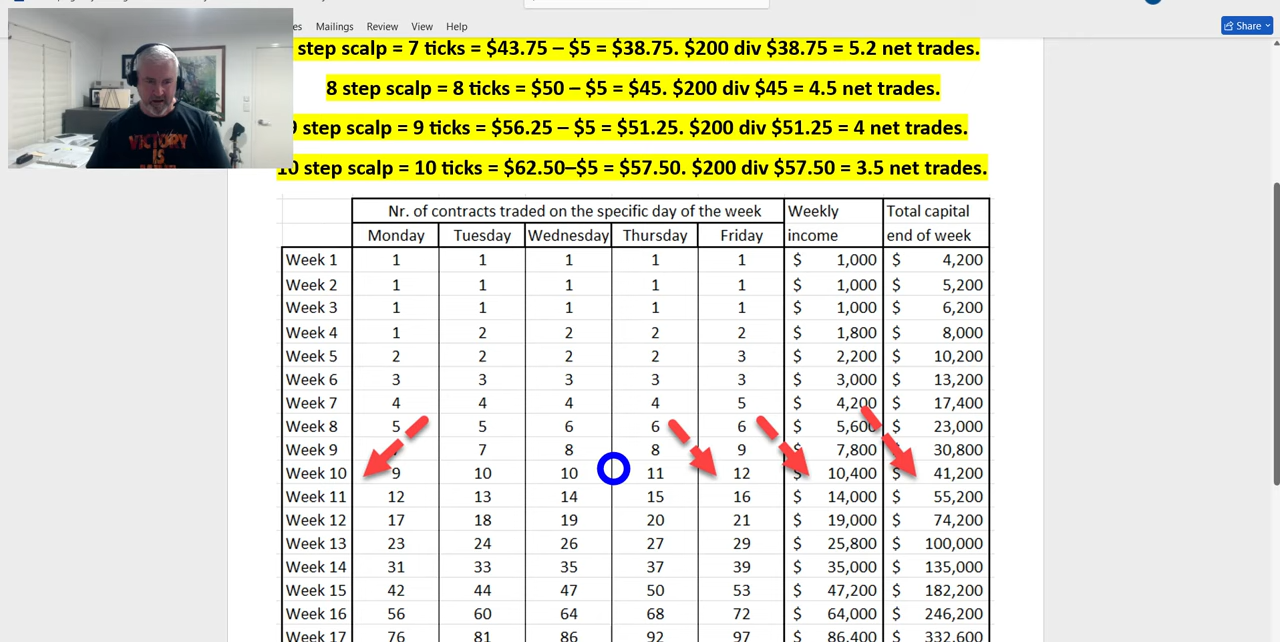 es Mailings Review View Help
Share
step scalp = 7 ticks = $43.75 – $5 = $38.75. $200 div $38.75 = 5.2 net trades.
8 step scalp = 8 ticks = $50 – $5 = $45. $200 div $45 = 4.5 net trades.
9 step scalp = 9 ticks = $56.25 – $5 = $51.25. $200 div $51.25 = 4 net trades.
10 step scalp = 10 ticks = $62.50–$5 = $57.50. $200 div $57.50 = 3.5 net trades.
VICTORY
IS
Nr. of contracts traded on the specific day of the week Weekly Total capital
Monday Tuesday Wednesday Thursday Friday income end of week
Week 1 1 1 1 1 1 $ 1,000 $ 4,200
Week 2 1 1 1 1 1 $ 1,000 $ 5,200
Week 3 1 1 1 1 1 $ 1,000 $ 6,200
Week 4 1 2 2 2 2 $ 1,800 $ 8,000
Week 5 2 2 2 2 3 $ 2,200 $ 10,200
Week 6 3 3 3 3 3 $ 3,000 $ 13,200
Week 7 4 4 4 4 5 $ 4,200 $ 17,400
Week 8 5 5 6 6 6 $ 5,600 $ 23,000
Week 9 7 8 8 9 $ 7,800 $ 30,800
Week 10 9 10 10 11 12 $ 10,400 $ 41,200
Week 11 12 13 14 15 16 $ 14,000 $ 55,200
Week 12 17 18 19 20 21 $ 19,000 $ 74,200
Week 13 23 24 26 27 29 $ 25,800 $ 100,000
Week 14 31 33 35 37 39 $ 35,000 $ 135,000
Week 15 42 44 47 50 53 $ 47,200 $ 182,200
Week 16 56 60 64 68 72 $ 64,000 $ 246,200
Week 17 76 81 86 92 97 $ 86,400 $ 332,600